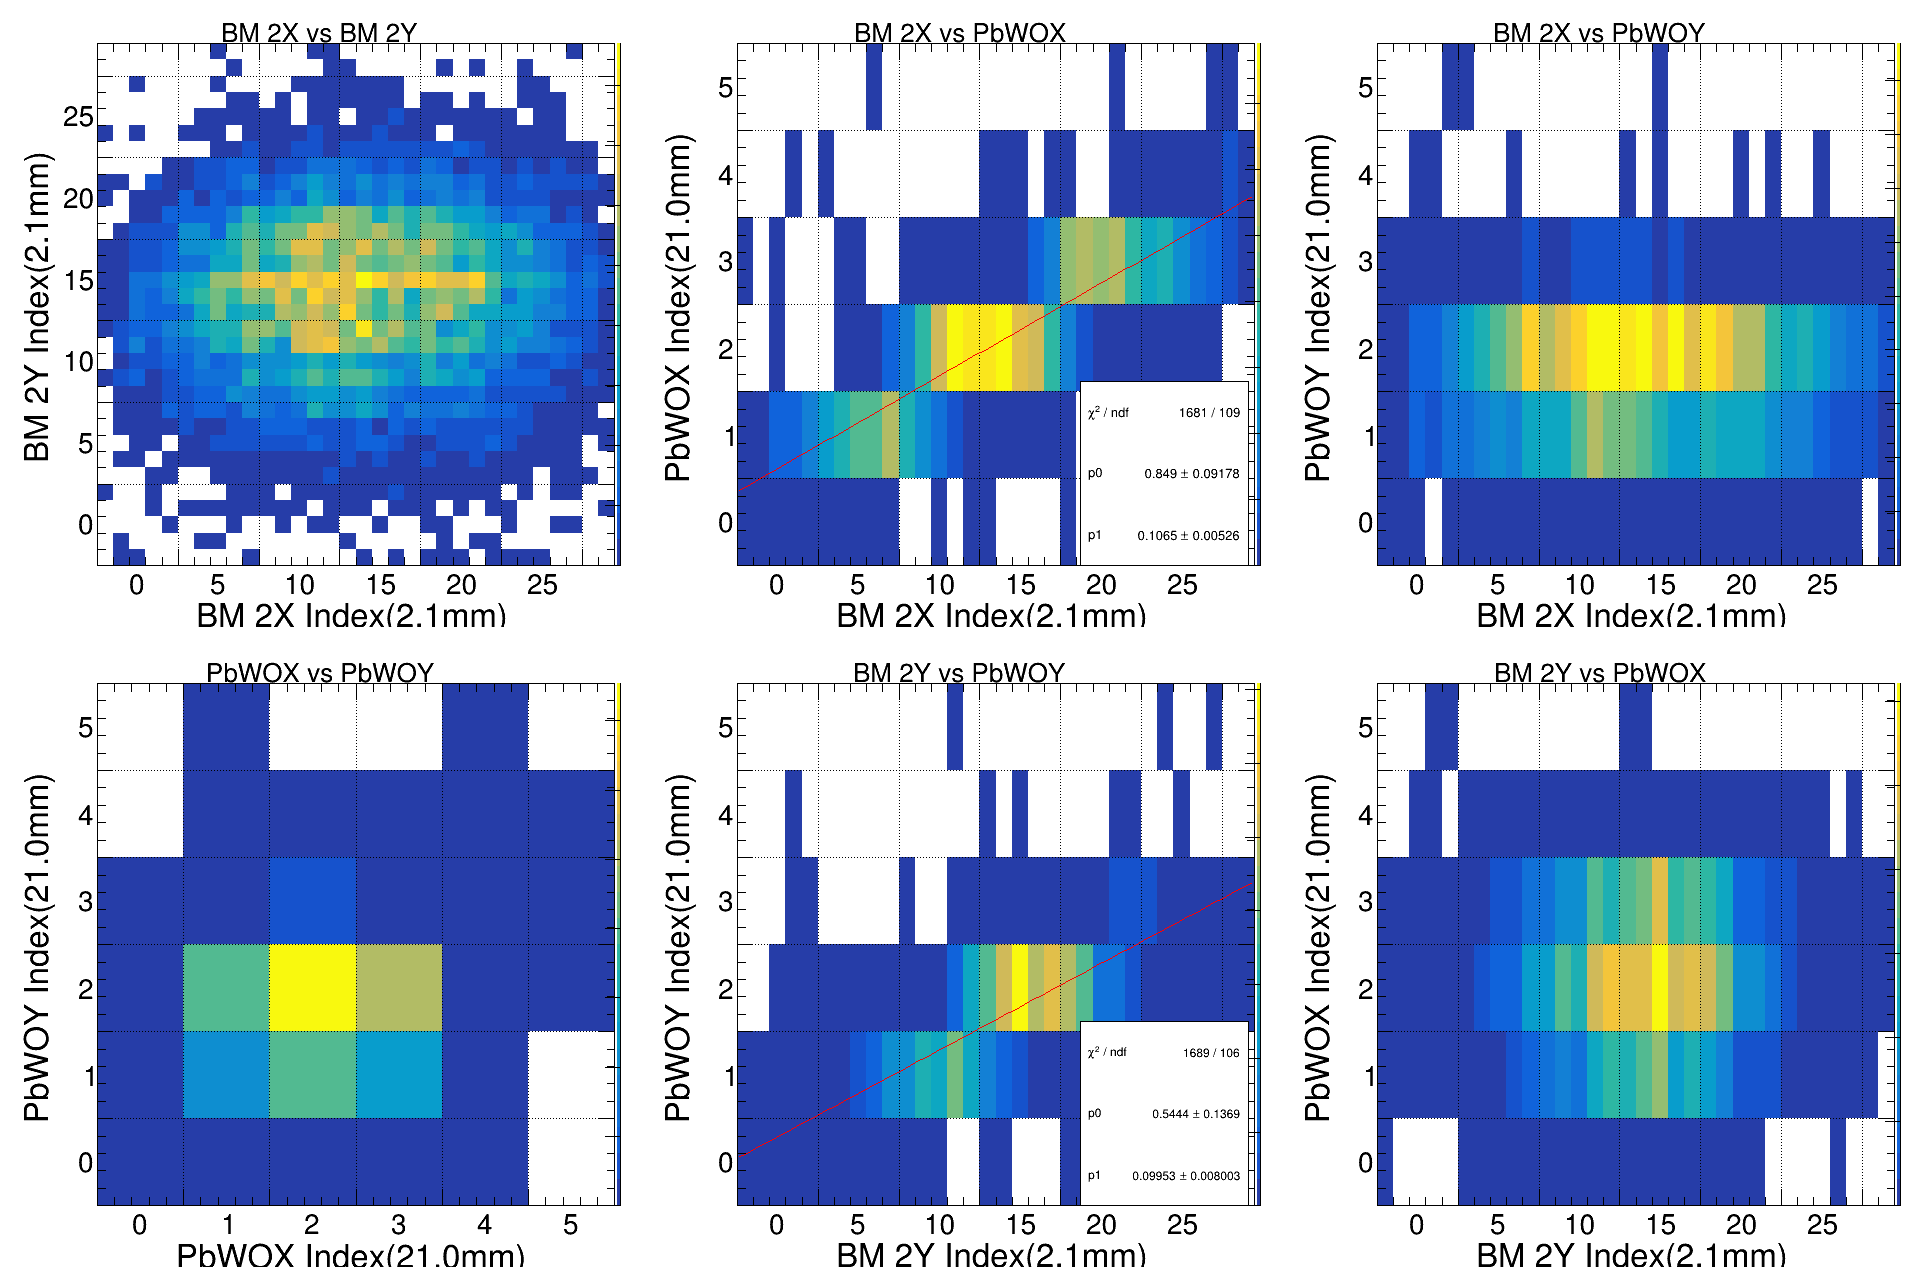 BM 2X vs BM 2Y
BM 2Y Index(2.1mm)
25
20
15
10
5
0
0 5 10 15 20 25
BM 2X Index(2.1mm)
BM 2X vs PbWOX
PbWOX Index(21.0mm)
5
4
3
2
1
0
χ² / ndf 1681 / 109
p0 0.849 ± 0.09178
p1 0.1065 ± 0.00526
0 5 10 15 20 25
BM 2X Index(2.1mm)
BM 2X vs PbWOY
PbWOY Index(21.0mm)
5
4
3
2
1
0
0 5 10 15 20 25
BM 2X Index(2.1mm)
PbWOX vs PbWOY
PbWOY Index(21.0mm)
5
4
3
2
1
0
0 1 2 3 4 5
PbWOX Index(21.0mm)
BM 2Y vs PbWOY
PbWOY Index(21.0mm)
5
4
3
2
1
0
χ² / ndf 1689 / 106
p0 0.5444 ± 0.1369
p1 0.09953 ± 0.008003
0 5 10 15 20 25
BM 2Y Index(2.1mm)
BM 2Y vs PbWOX
PbWOX Index(21.0mm)
5
4
3
2
1
0
0 5 10 15 20 25
BM 2Y Index(2.1mm)